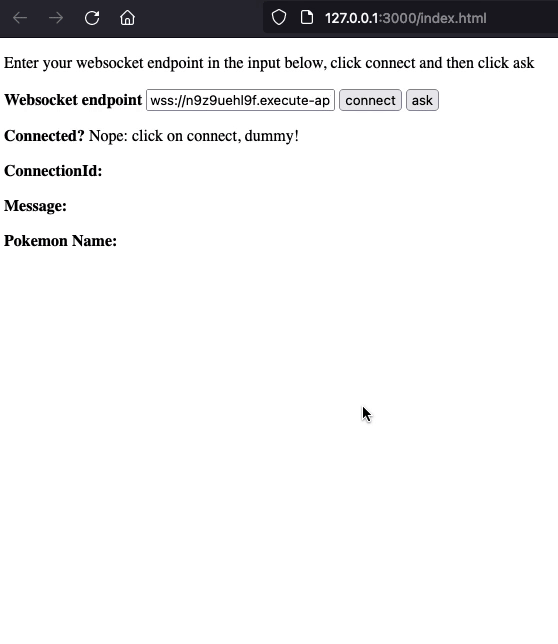 127.0.0.1:3000/index.html
Enter your websocket endpoint in the input below, click connect and then click ask
Websocket endpoint wss://n9z9uehl9f.execute-ap connect ask
Connected? Nope: click on connect, dummy!
ConnectionId:
Message:
Pokemon Name: